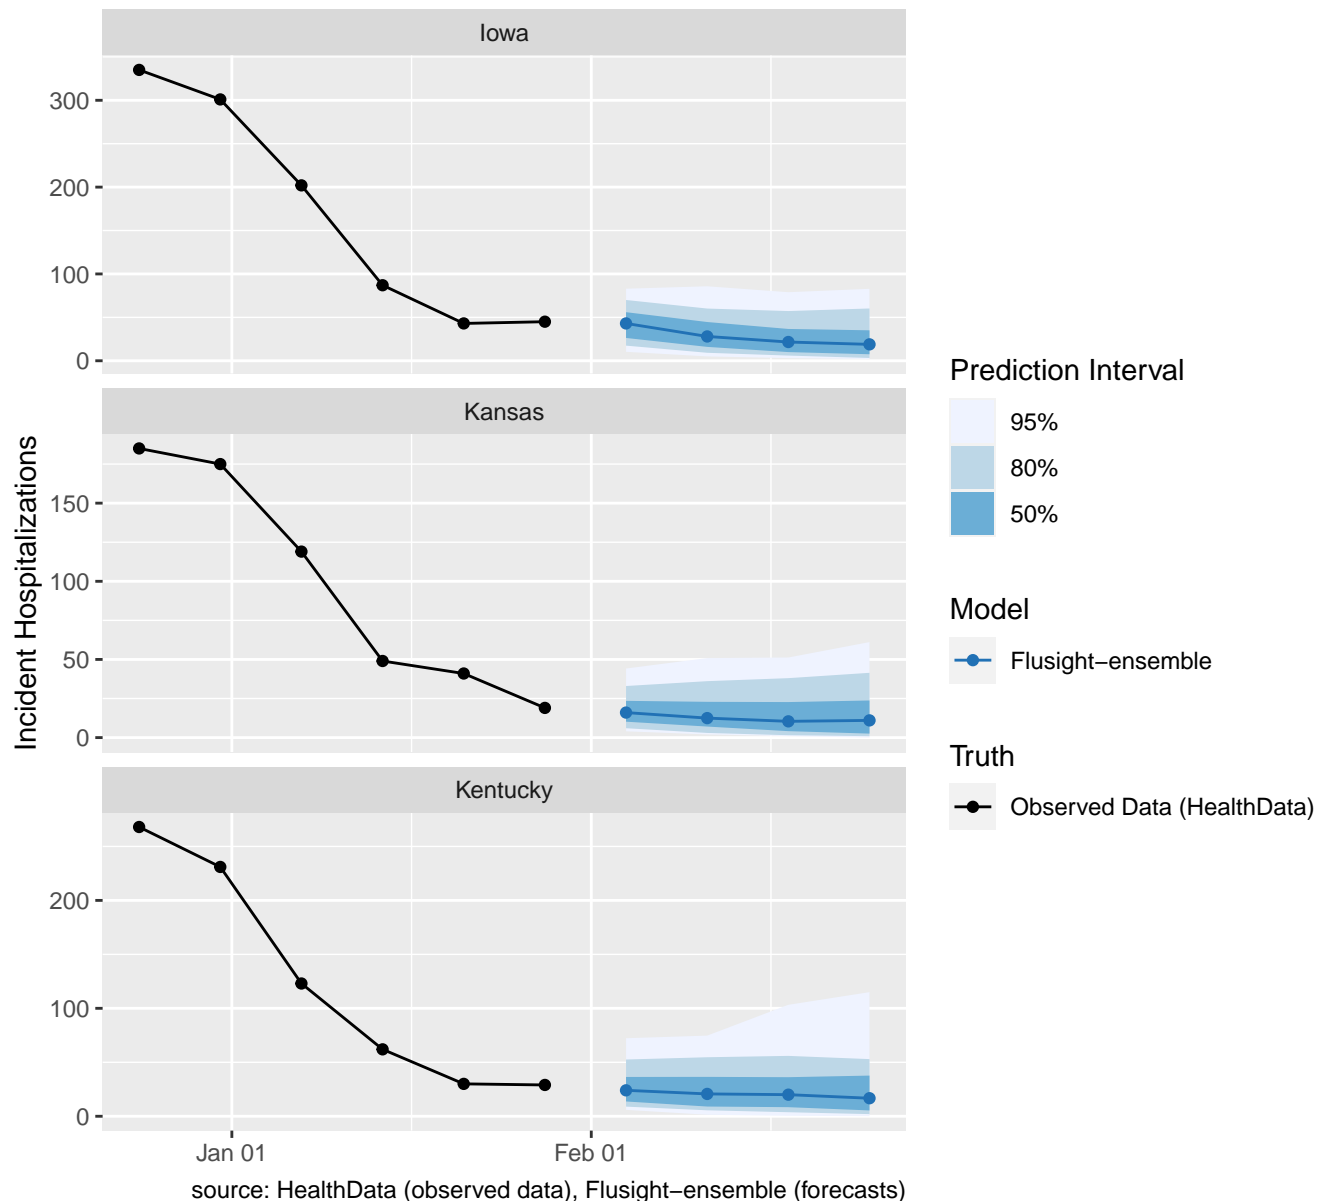 Iowa
300
200
100
0
Kansas
150
100
50
0
Kentucky
200
100
0
Jan 01
Feb 01
Incident Hospitalizations
source: HealthData (observed data), Flusight−ensemble (forecasts)
Prediction Interval
95%
80%
50%
Model
Flusight−ensemble
Truth
Observed Data (HealthData)